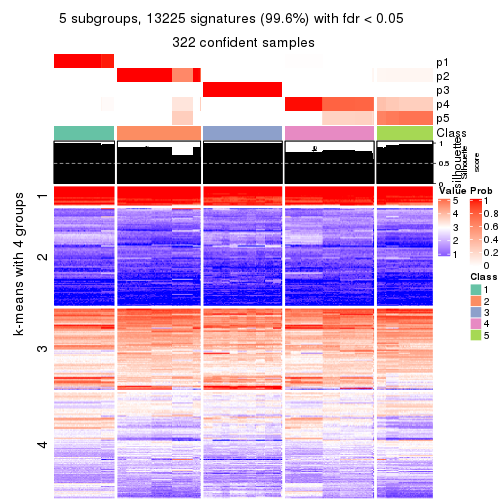 5 subgroups, 13225 signatures (99.6%) with fdr < 0.05
322 confident samples
p1
p2
p3
p4
p5
Class
1
0.5
0
silhouette
silhouette
score
k-means with 4 groups
1
2
3
4
Value
5
4
3
2
1
Prob
1
0.8
0.6
0.4
0.2
0
Class
1
2
3
4
5